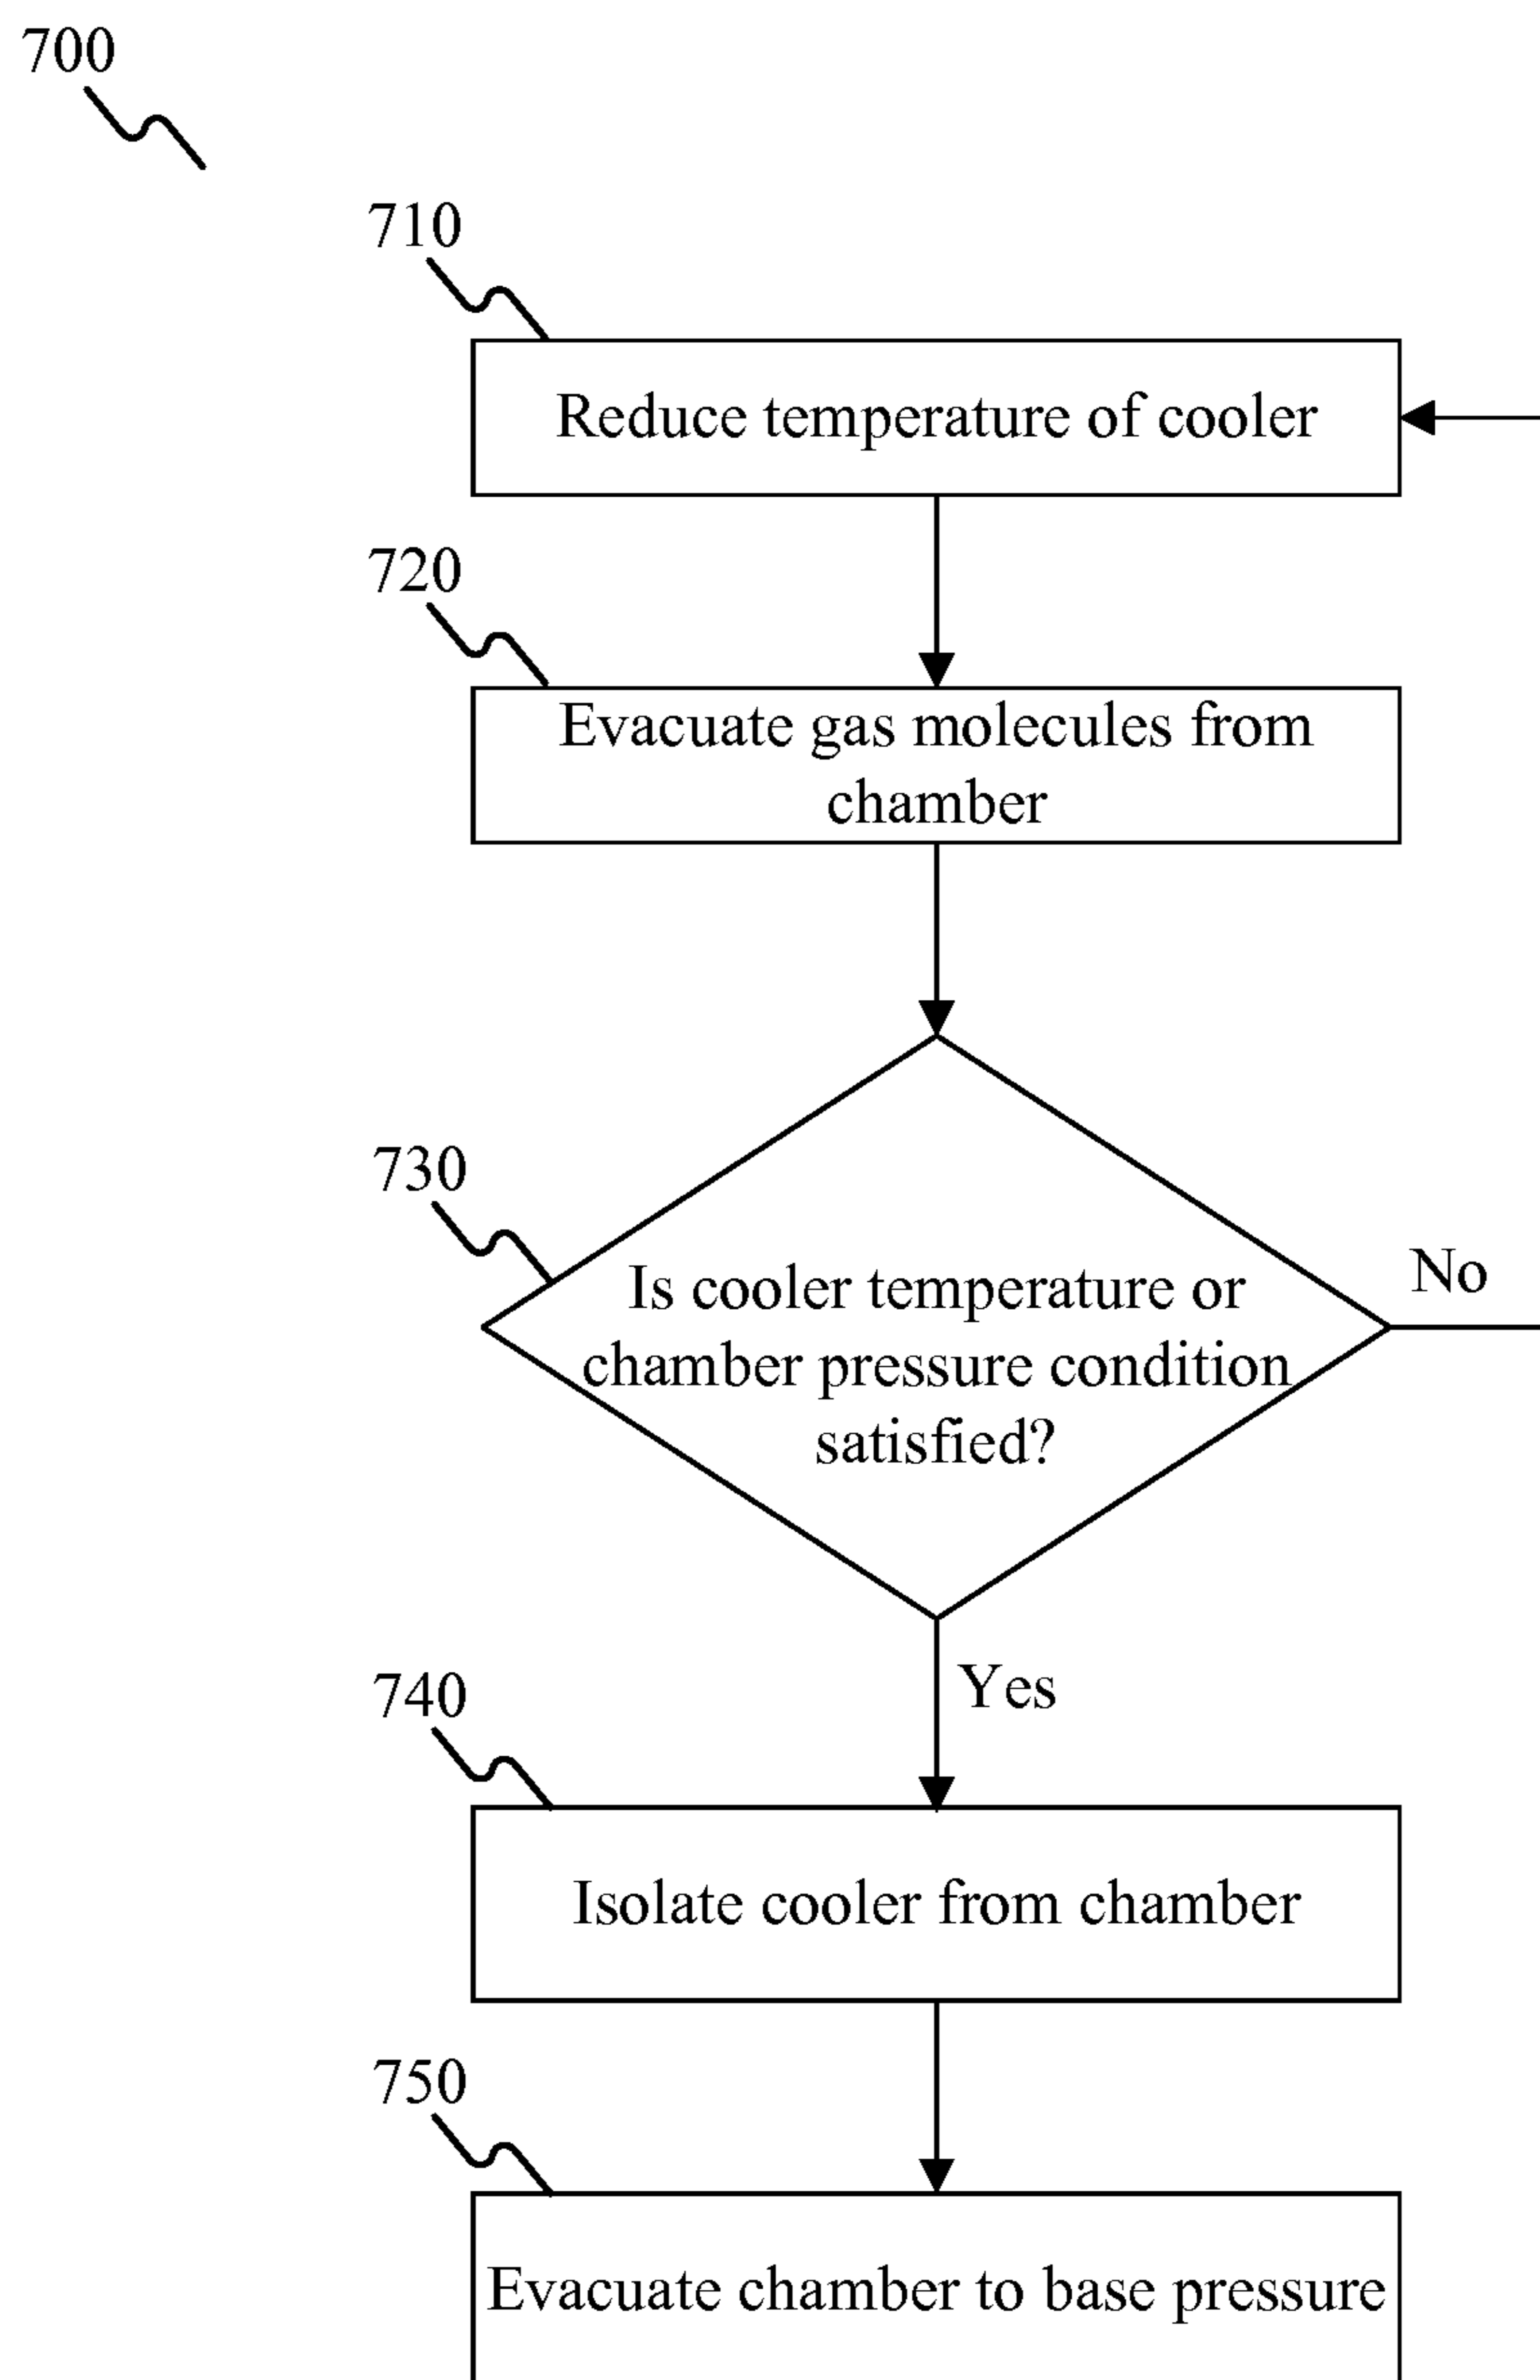 700
710
Reduce temperature of cooler
720
Evacuate gas molecules from
chamber
730
Is cooler temperature or
chamber pressure condition
satisfied?
No
Yes
740
Isolate cooler from chamber
750
Evacuate chamber to base pressure